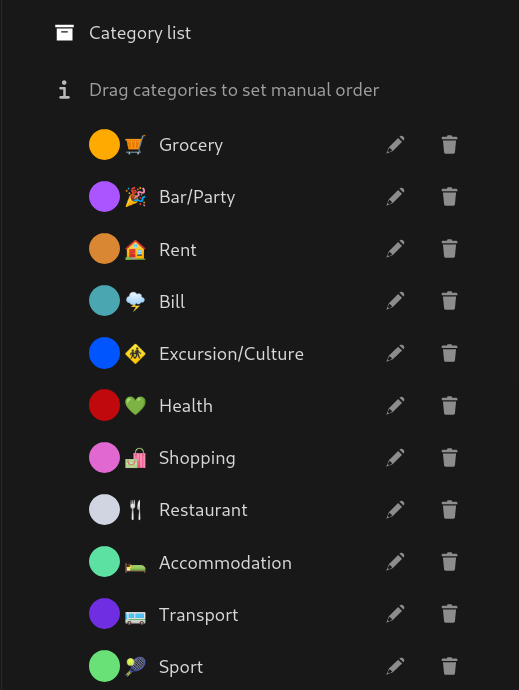 Category list
Drag categories to set manual order
Grocery
Bar/Party
Rent
Bill
Excursion/Culture
Health
Shopping
Restaurant
Accommodation
Transport
Sport